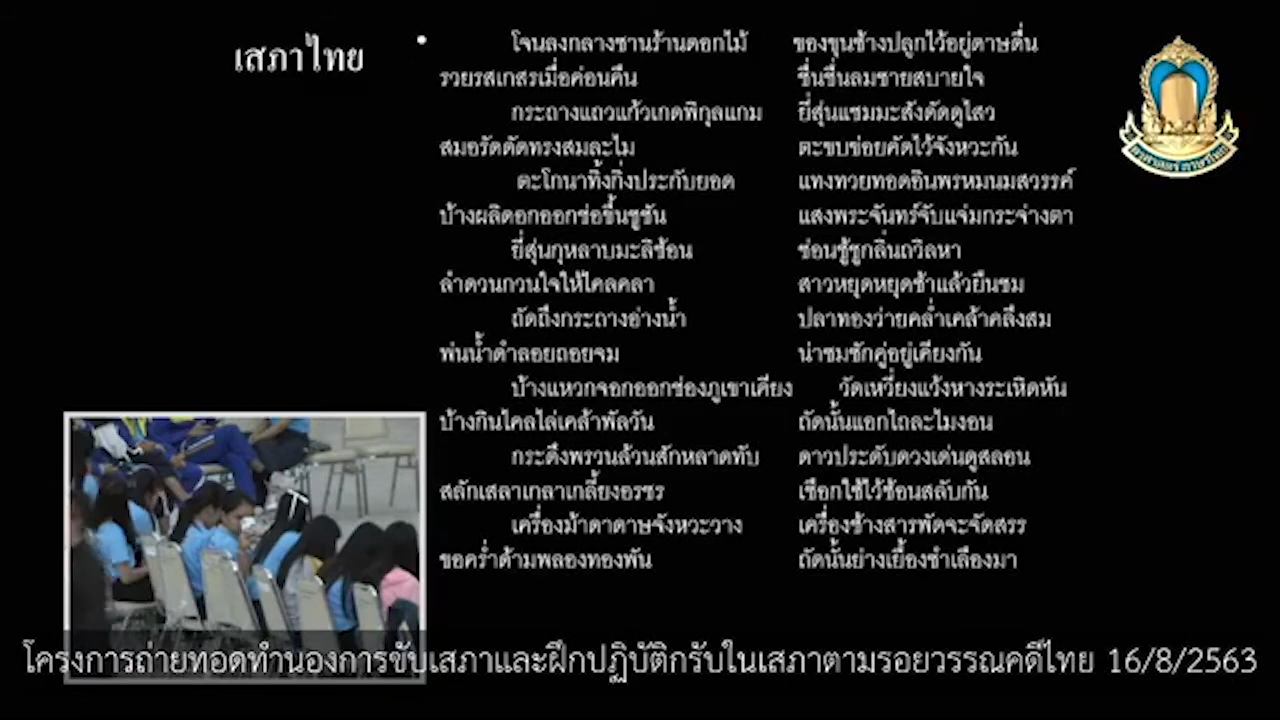 เสภาไทย
• โจนลงกลางชานร้านดอกไม้ ของขุนช้างปลูกไว้อยู่ดาษดื่น
รวยรสเกสรเมื่อค่อนคืน ชื่นชื่นลมชายสบายใจ
กระถางแถวแก้วเกดพิกุลแกม ยี่สุ่นแซมมะสังดัดดูไสว
สมอรัดดัดทรงสมละไม ตะขบข่อยคัดไว้จังหวะกัน
ตะโกนาทิ้งกิ่งประกับยอด แทงทวยทอดอินพรหมนมสวรรค์
บ้างผลิดอกออกช่อขึ้นชูชัน แสงพระจันทร์จับแจ่มกระจ่างตา
ยี่สุ่นกุหลาบมะลิซ้อน ซ่อนชู้ชูกลิ่นถวิลหา
ลำดวนกวนใจให้ไคลคลา สาวหยุดหยุดช้าแล้วยืนชม
ถัดถึงกระถางอ่างน้ำ ปลาทองว่ายคล่ำเคล้าคลึงสม
พ่นน้ำดำลอยถอยจม น่าชมชักคู่อยู่เคียงกัน
บ้างแหวกจอกออกช่องภูเขาเคียง วัดเหวี่ยงแว้งหางระเหิดหัน
บ้างกินไคลไล่เคล้าพัลวัน ถัดนั้นแอกไถละไมงอน
กระดึงพรวนล้วนสักหลาดทับ ดาวประดับดวงเด่นดูสลอน
สลักเสลาเกลาเกลี้ยงอรชร เชือกใช้ไว้ซ้อนสลับกัน
เครื่องม้าดาดาษจังหวะวาง เครื่องช้างสารพัดจะจัดสรร
ขอคร่ำด้ามพลองทองพัน ถัดนั้นย่างเยื้องชำเลืองมา
โครงการถ่ายทอดทำนองการขับเสภาและฝึกปฏิบัติกรับในเสภาตามรอยวรรณคดีไทย 16/8/2563